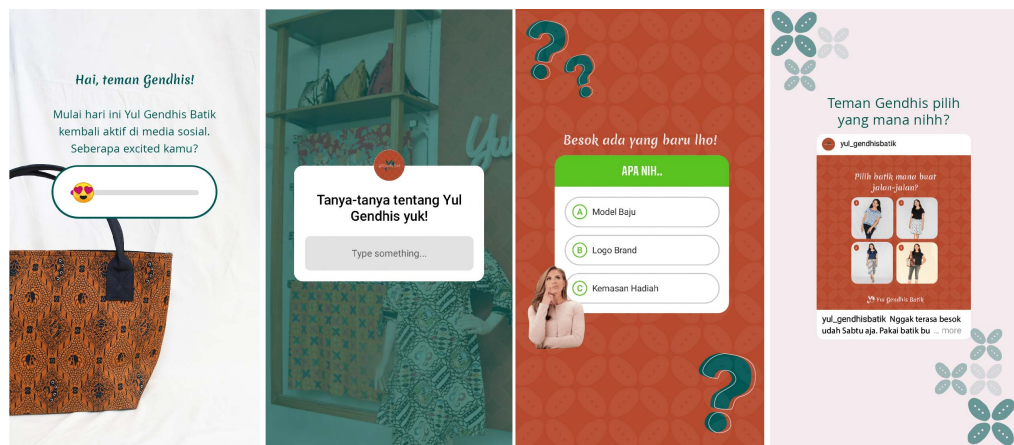 Hai, teman Gendhis!
Mulai hari ini Yul Gendhis Batik
kembali aktif di media sosial.
Seberapa excited kamu?
Yul
Tanya-tanya tentang Yul
Gendhis yuk!
Type something...
Besok ada yang baru lho!
APA NIH..
A Model Baju
B Logo Brand
C Kemasan Hadiah
Teman Gendhis pilih
yang mana nihh?
yul_gendhisbatik
Pilih batik mana buat
jalan-jalan?
Yul Gendhis Batik
yul_gendhisbatik Nggak terasa besok
udah Sabtu aja. Pakai batik bu ... more